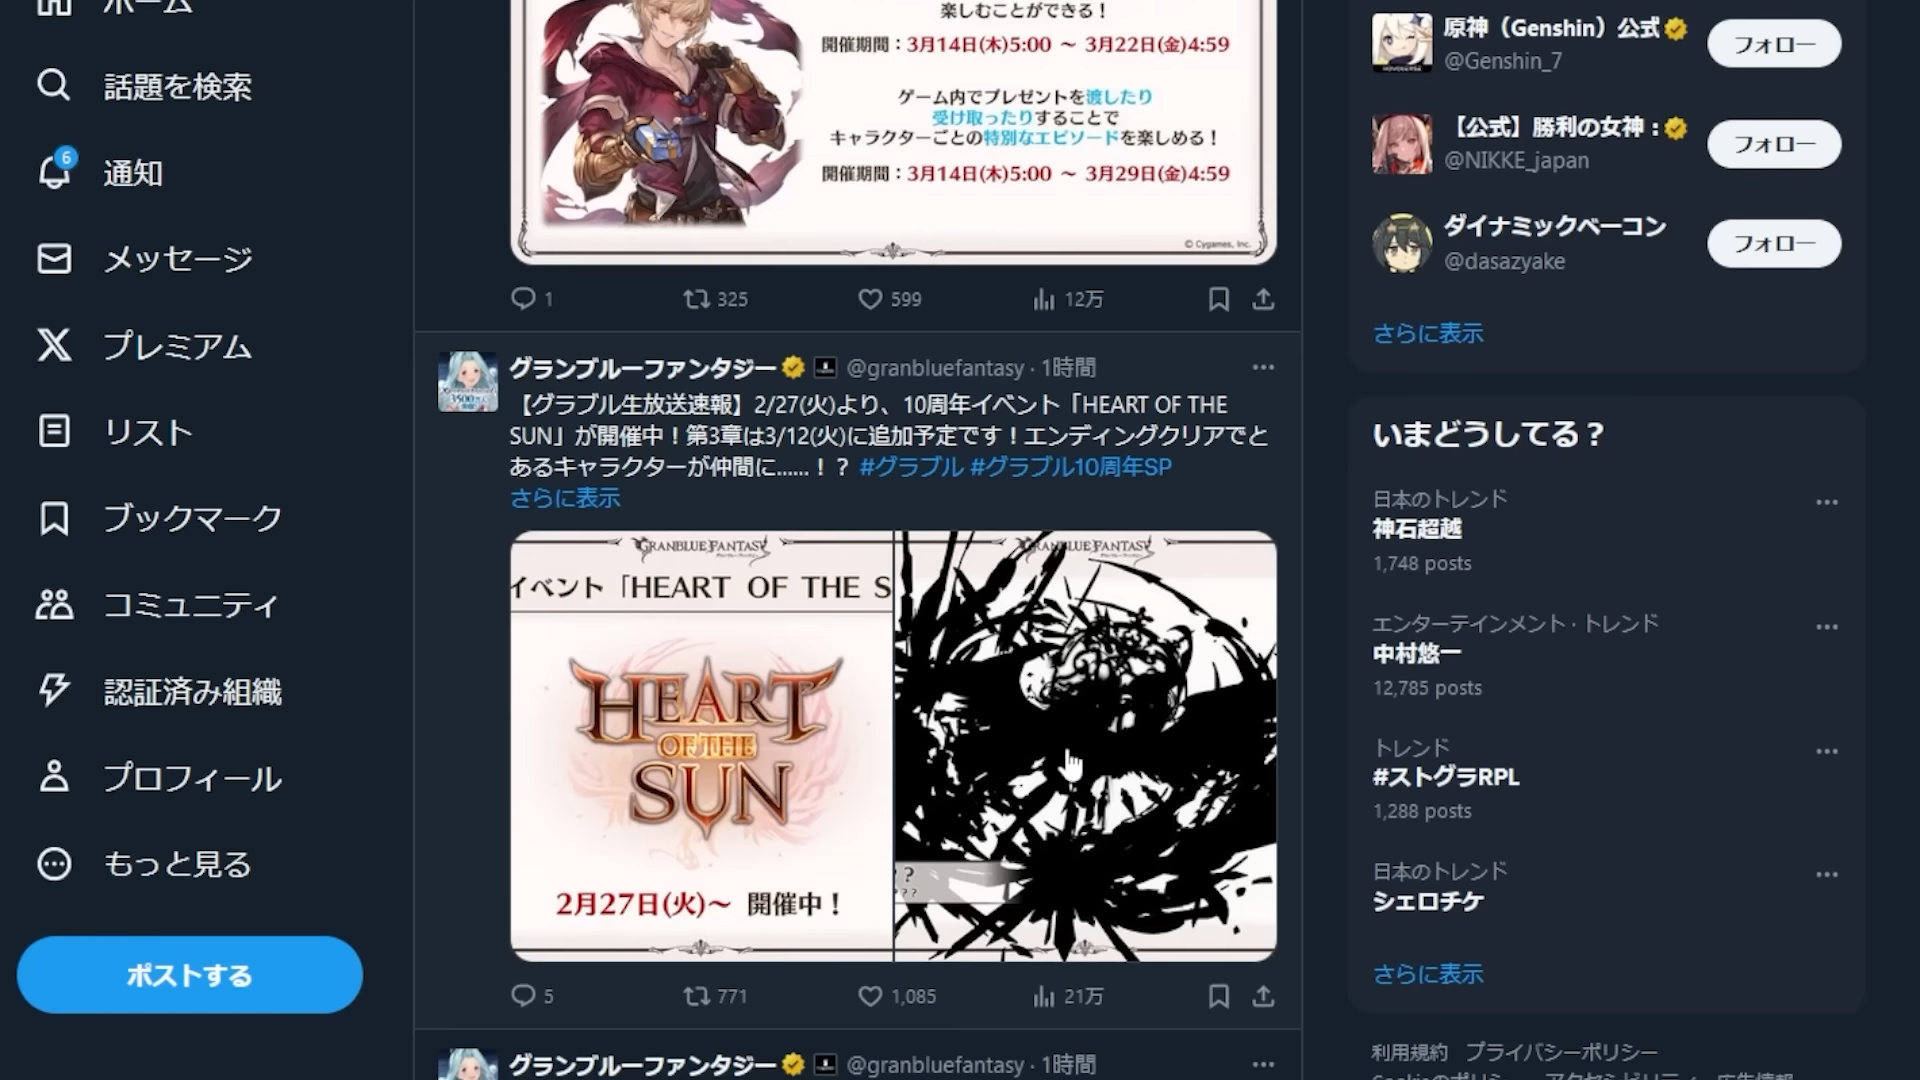 ホーム
話題を検索
6
通知
メッセージ
プレミアム
リスト
ブックマーク
コミュニティ
認証済み組織
プロフィール
もっと見る
ポストする
楽しむことができる！
開催期間：3月14日(木)5:00 ～ 3月22日(金)4:59
ゲーム内でプレゼントを渡したり
受け取ったりすることで
キャラクターごとの特別なエピソードを楽しめる！
開催期間：3月14日(木)5:00 ～ 3月29日(金)4:59
© Cygames, Inc.
1 325 599 12万
グランブルーファンタジー @granbluefantasy · 1時間
【グラブル生放送速報】2/27(火)より、10周年イベント「HEART OF THE
SUN」が開催中！第3章は3/12(火)に追加予定です！エンディングクリアでと
あるキャラクターが仲間に......！？ #グラブル #グラブル10周年SP
さらに表示
GRANBLUE FANTASY
イベント「HEART OF THE S
HEART
OF THE
SUN
2月27日(火)～ 開催中！
GRANBLUE FANTASY
?
??
5 771 1,085 21万
グランブルーファンタジー @granbluefantasy · 1時間
原神（Genshin）公式
@Genshin_7
フォロー
【公式】勝利の女神：
@NIKKE_japan
フォロー
ダイナミックベーコン
@dasazyake
フォロー
さらに表示
いまどうしてる？
日本のトレンド
神石超越
1,748 posts
エンターテインメント · トレンド
中村悠一
12,785 posts
トレンド
#ストグラRPL
1,288 posts
日本のトレンド
シェロチケ
さらに表示
利用規約 プライバシーポリシー